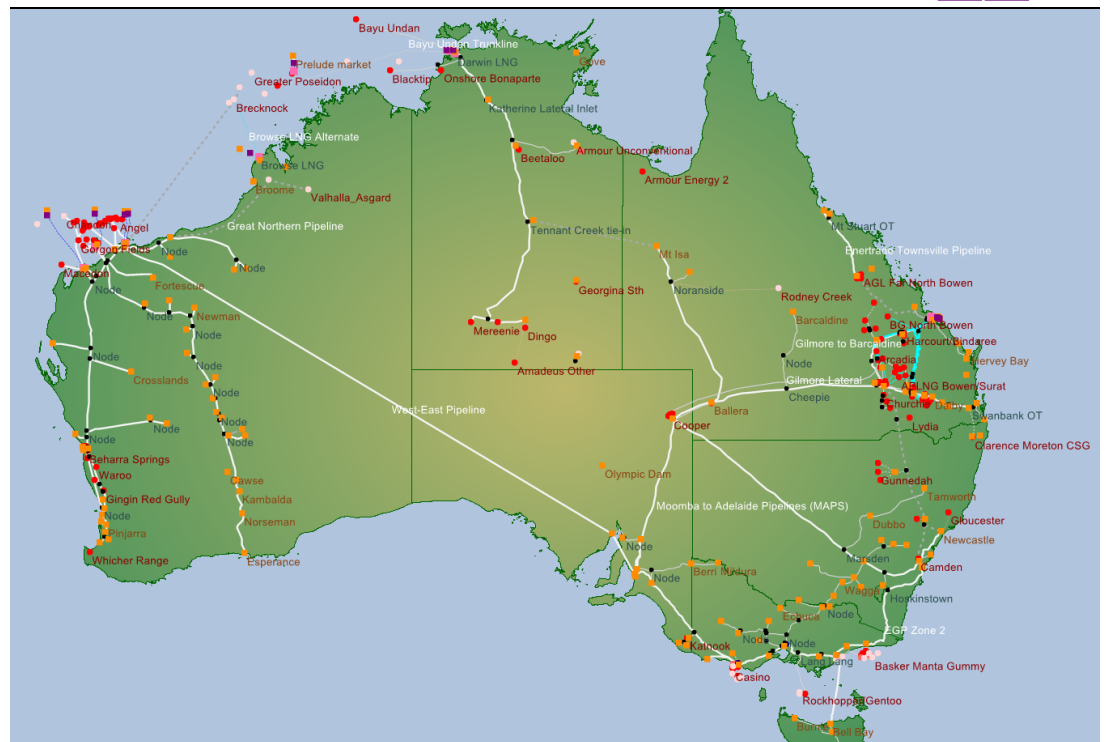 Bayu Undan
Bayu Undan Trunkline
Darwin LNG
Gove
Prelude market
Blacktip
Onshore Bonaparte
Greater Poseidon
Brecknock
Katherine Lateral Inlet
Browse LNG Alternate
Browse LNG
Beetaloo
Armour Unconventional
Armour Energy 2
Broome
Valhalla_Asgard
Angel
Great Northern Pipeline
Tennant Creek tie-in
Mt Stuart OT
Gorgon Fields
Node
Node
Mt Isa
Enertrade Townsville Pipeline
Macedon
Node
Fortescue
Georgina Sth
Noranside
Rodney Creek
AGL Far North Bowen
Node
Newman
Mereenie
Dingo
Barcaldine
BG North Bowen
Gilmore to Barcaldine
Harcourt/Bindaree
Node
Node
Amadeus Other
Node
Arcadia
Hervey Bay
Crosslands
Node
Gilmore Lateral
APLNG Bowen/Surat
Cheepie
West-East Pipeline
Ballera
Churchie
Dalby
Swanbank OT
Node
Node
Node
Node
Node
Cooper
Lydia
Clarence Moreton CSG
Beharra Springs
Waroo
Olympic Dam
Cawse
Gunnedah
Gingin Red Gully
Kambalda
Tamworth
Node
Norseman
Moomba to Adelaide Pipelines (MAPS)
Dubbo
Gloucester
Pinjarra
Node
Newcastle
Whicher Range
Esperance
Marsden
Camden
Node
Berri Mildura
Wagga
Hoskinstown
Echuca
Node
EGP Zone 2
Katnook
Node
Node
Lang Lang
Basker Manta Gummy
Casino
Rockhopper/Gentoo
Burnie
Bell Bay